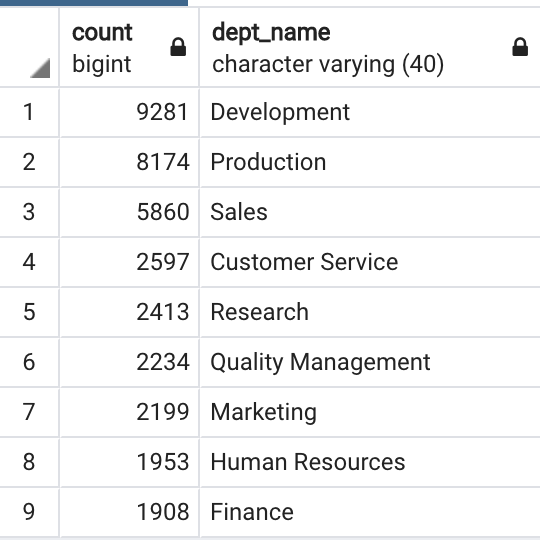 count dept_name
bigint character varying (40)
1 9281 Development
2 8174 Production
3 5860 Sales
4 2597 Customer Service
5 2413 Research
6 2234 Quality Management
7 2199 Marketing
8 1953 Human Resources
9 1908 Finance